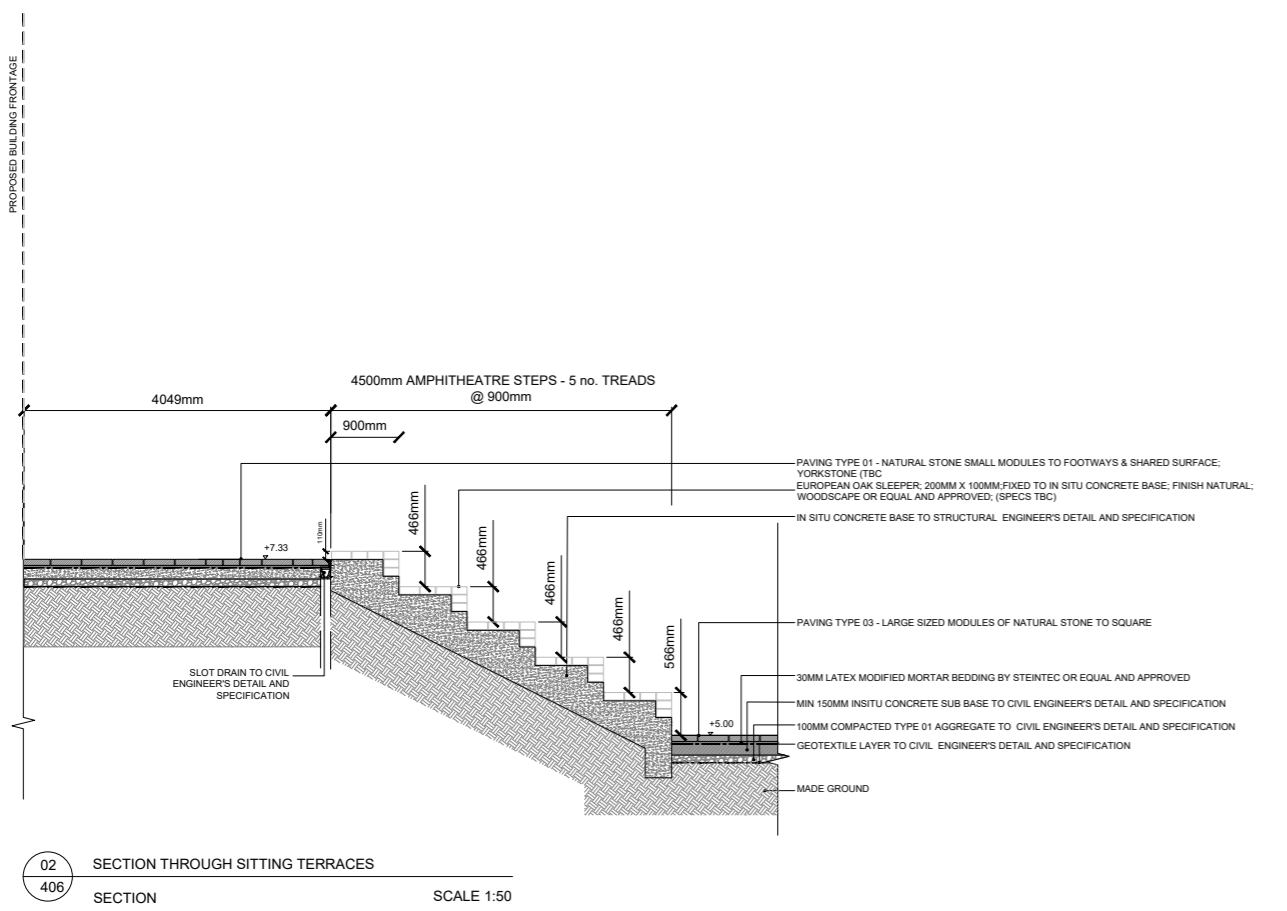 PROPOSED BUILDING FRONTAGE
4500mm AMPHITHEATRE STEPS - 5 no. TREADS
@ 900mm
4049mm
900mm
PAVING TYPE 01 - NATURAL STONE SMALL MODULES TO FOOTWAYS & SHARED SURFACE;
YORKSTONE (TBC
EUROPEAN OAK SLEEPER; 200MM X 100MM;FIXED TO IN SITU CONCRETE BASE; FINISH NATURAL;
WOODSCAPE OR EQUAL AND APPROVED; (SPECS TBC)
IN SITU CONCRETE BASE TO STRUCTURAL ENGINEER'S DETAIL AND SPECIFICATION
+7.33
110mm
466mm
466mm
466mm
466mm
566mm
PAVING TYPE 03 - LARGE SIZED MODULES OF NATURAL STONE TO SQUARE
SLOT DRAIN TO CIVIL
ENGINEER'S DETAIL AND
SPECIFICATION
30MM LATEX MODIFIED MORTAR BEDDING BY STEINTEC OR EQUAL AND APPROVED
MIN 150MM INSITU CONCRETE SUB BASE TO CIVIL ENGINEER'S DETAIL AND SPECIFICATION
+5.00
100MM COMPACTED TYPE 01 AGGREGATE TO CIVIL ENGINEER'S DETAIL AND SPECIFICATION
GEOTEXTILE LAYER TO CIVIL ENGINEER'S DETAIL AND SPECIFICATION
MADE GROUND
02
406
SECTION THROUGH SITTING TERRACES
SECTION
SCALE 1:50